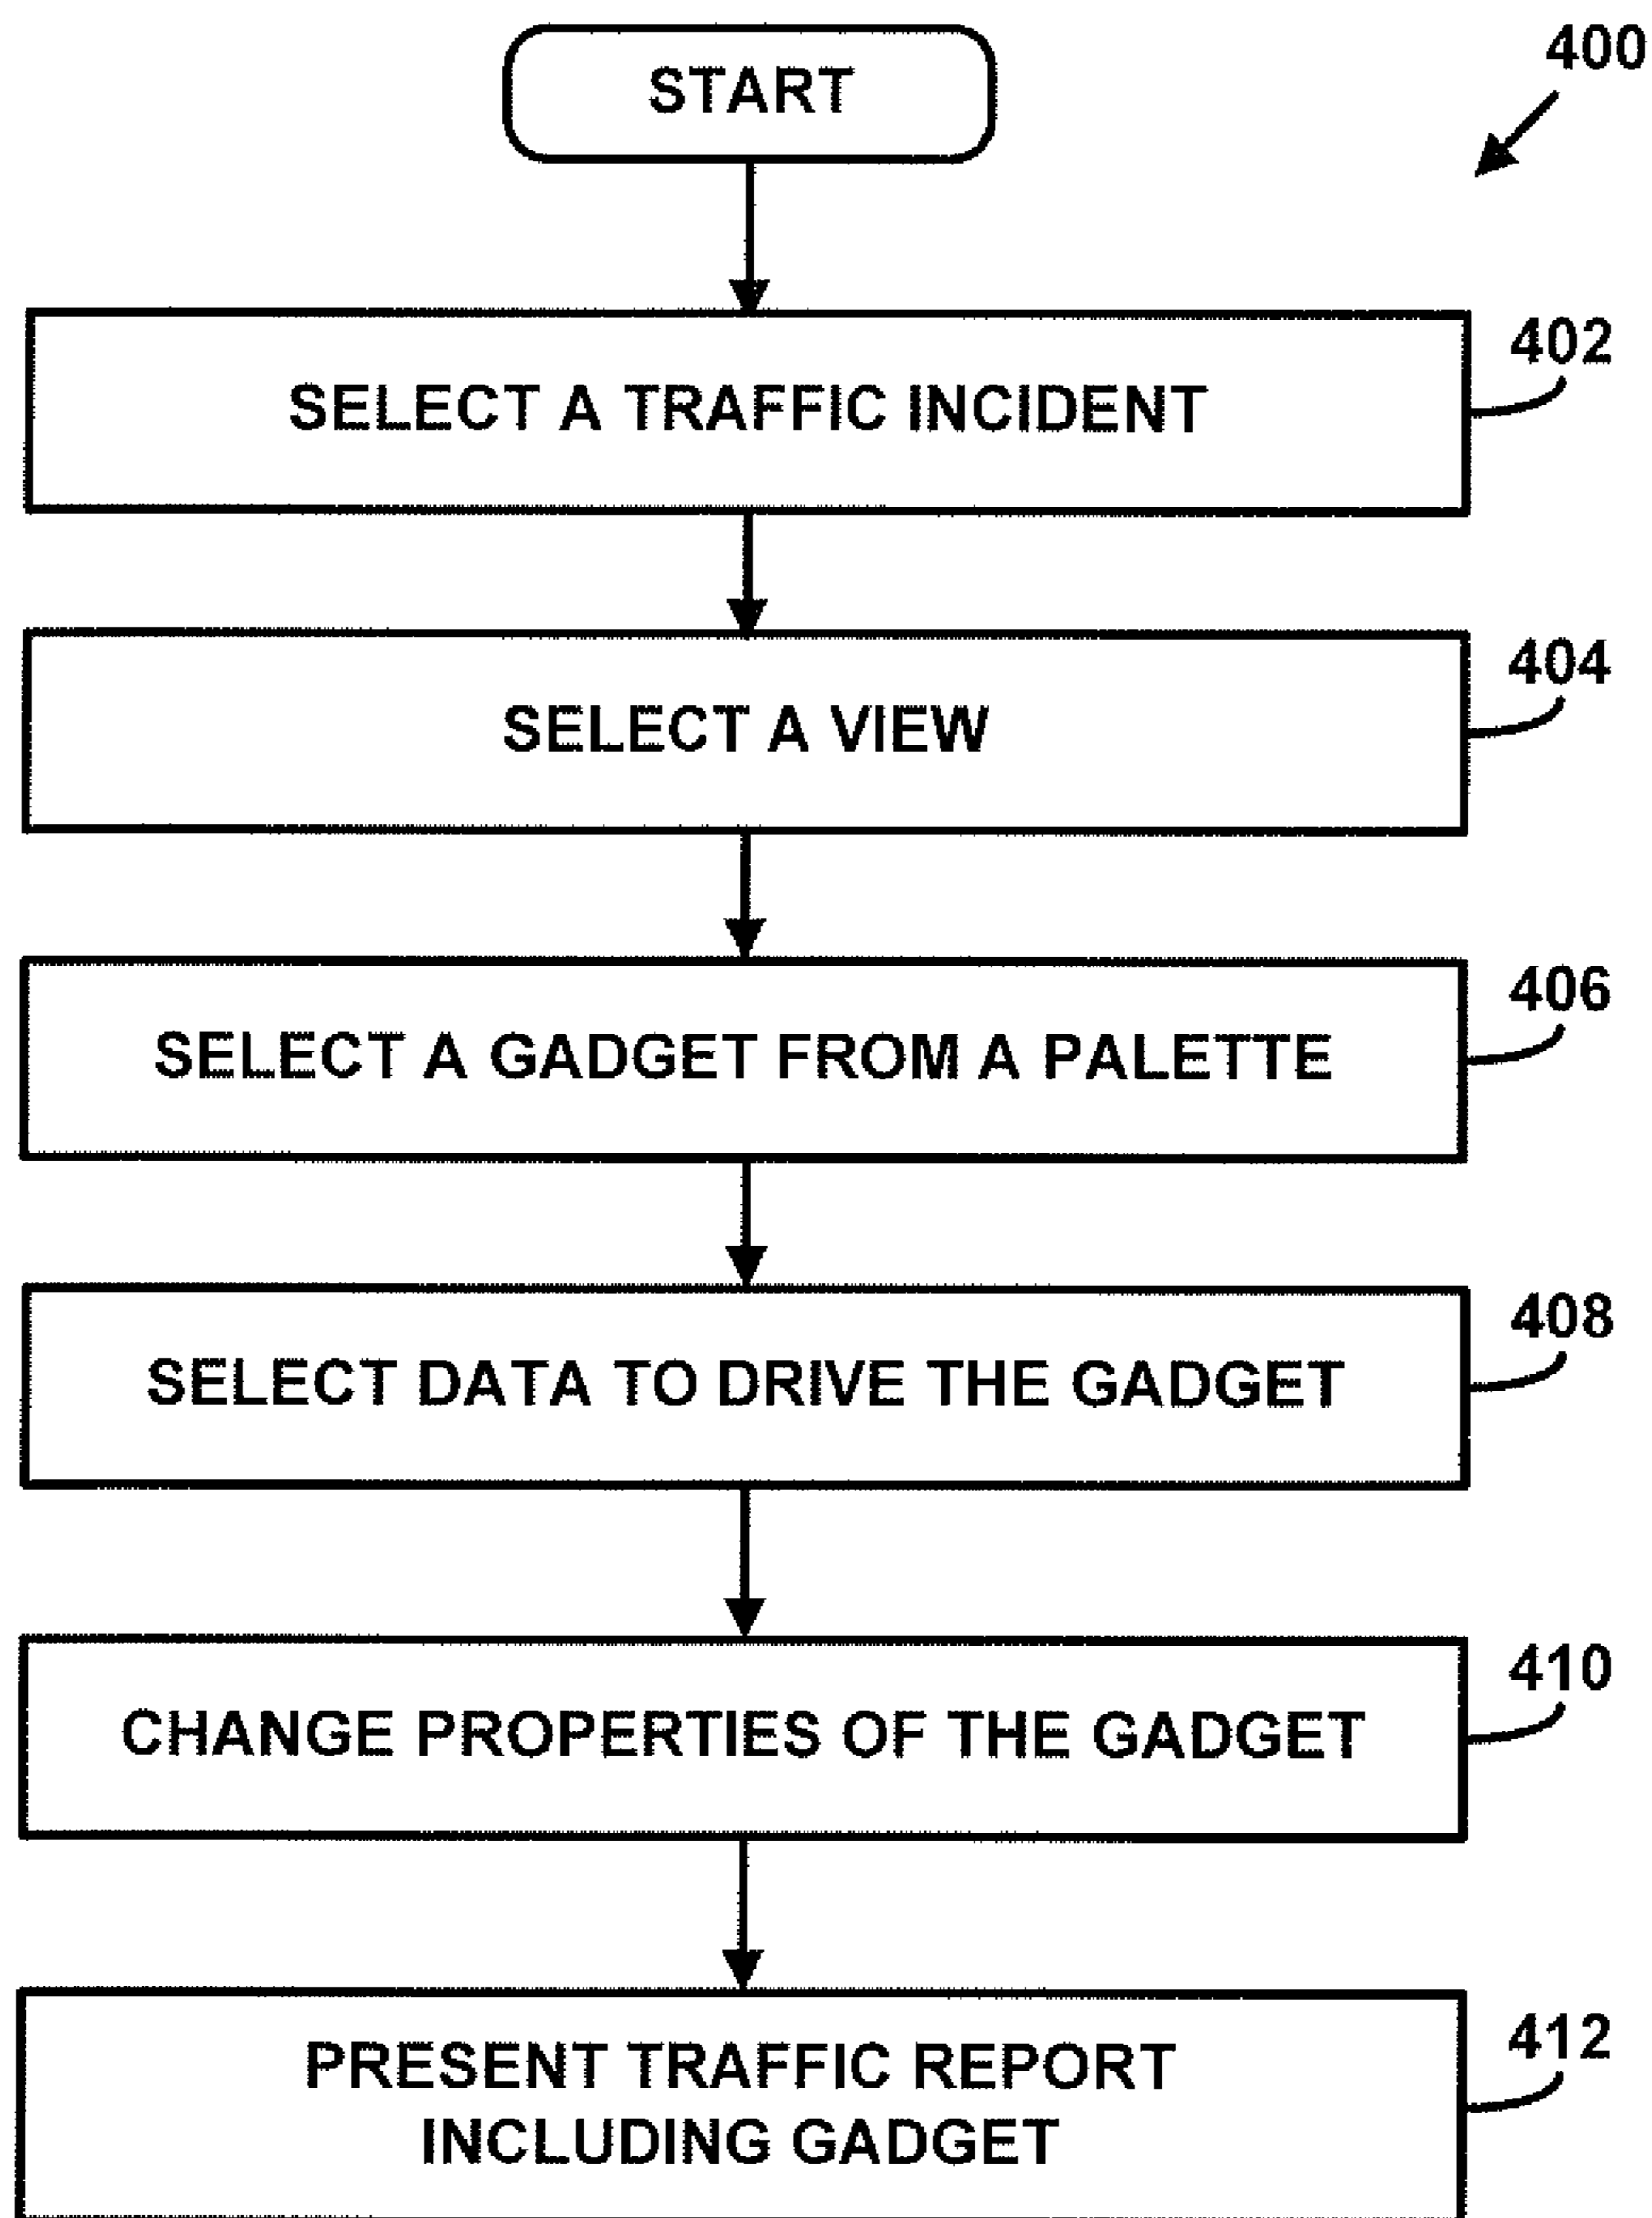 START
400
402
SELECT A TRAFFIC INCIDENT
404
SELECT A VIEW
406
SELECT A GADGET FROM A PALETTE
408
SELECT DATA TO DRIVE THE GADGET
410
CHANGE PROPERTIES OF THE GADGET
412
PRESENT TRAFFIC REPORT
INCLUDING GADGET